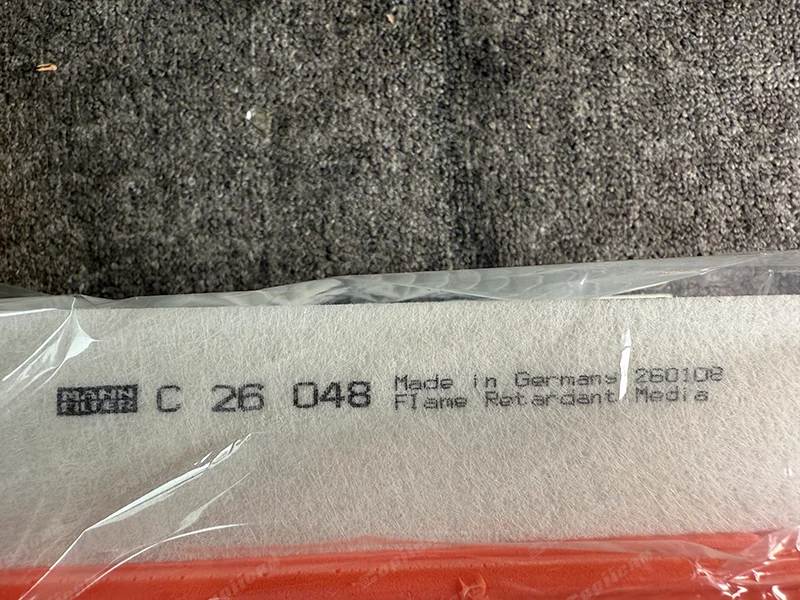 MANN
FILTER
C 26 048
Made in Germany 260108
Flame Retardant Media